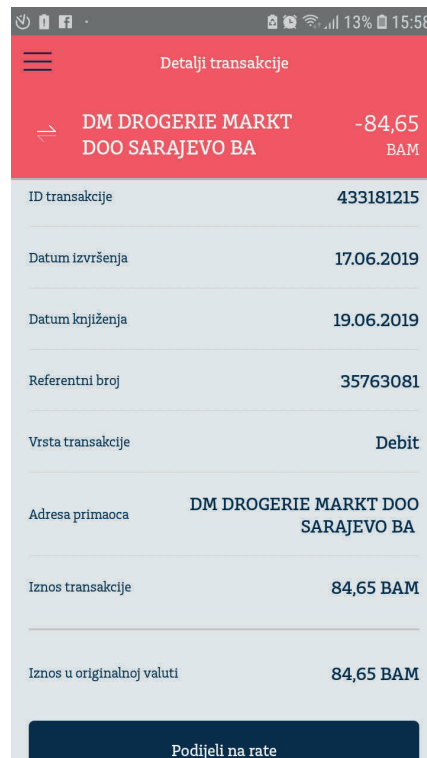 13% 15:58
Detalji transakcije
DM DROGERIE MARKT -84,65
DOO SARAJEVO BA BAM
ID transakcije 433181215
Datum izvršenja 17.06.2019
Datum knjiženja 19.06.2019
Referentni broj 35763081
Vrsta transakcije Debit
Adresa primaoca DM DROGERIE MARKT DOO
SARAJEVO BA
Iznos transakcije 84,65 BAM
Iznos u originalnoj valuti 84,65 BAM
Podijeli na rate